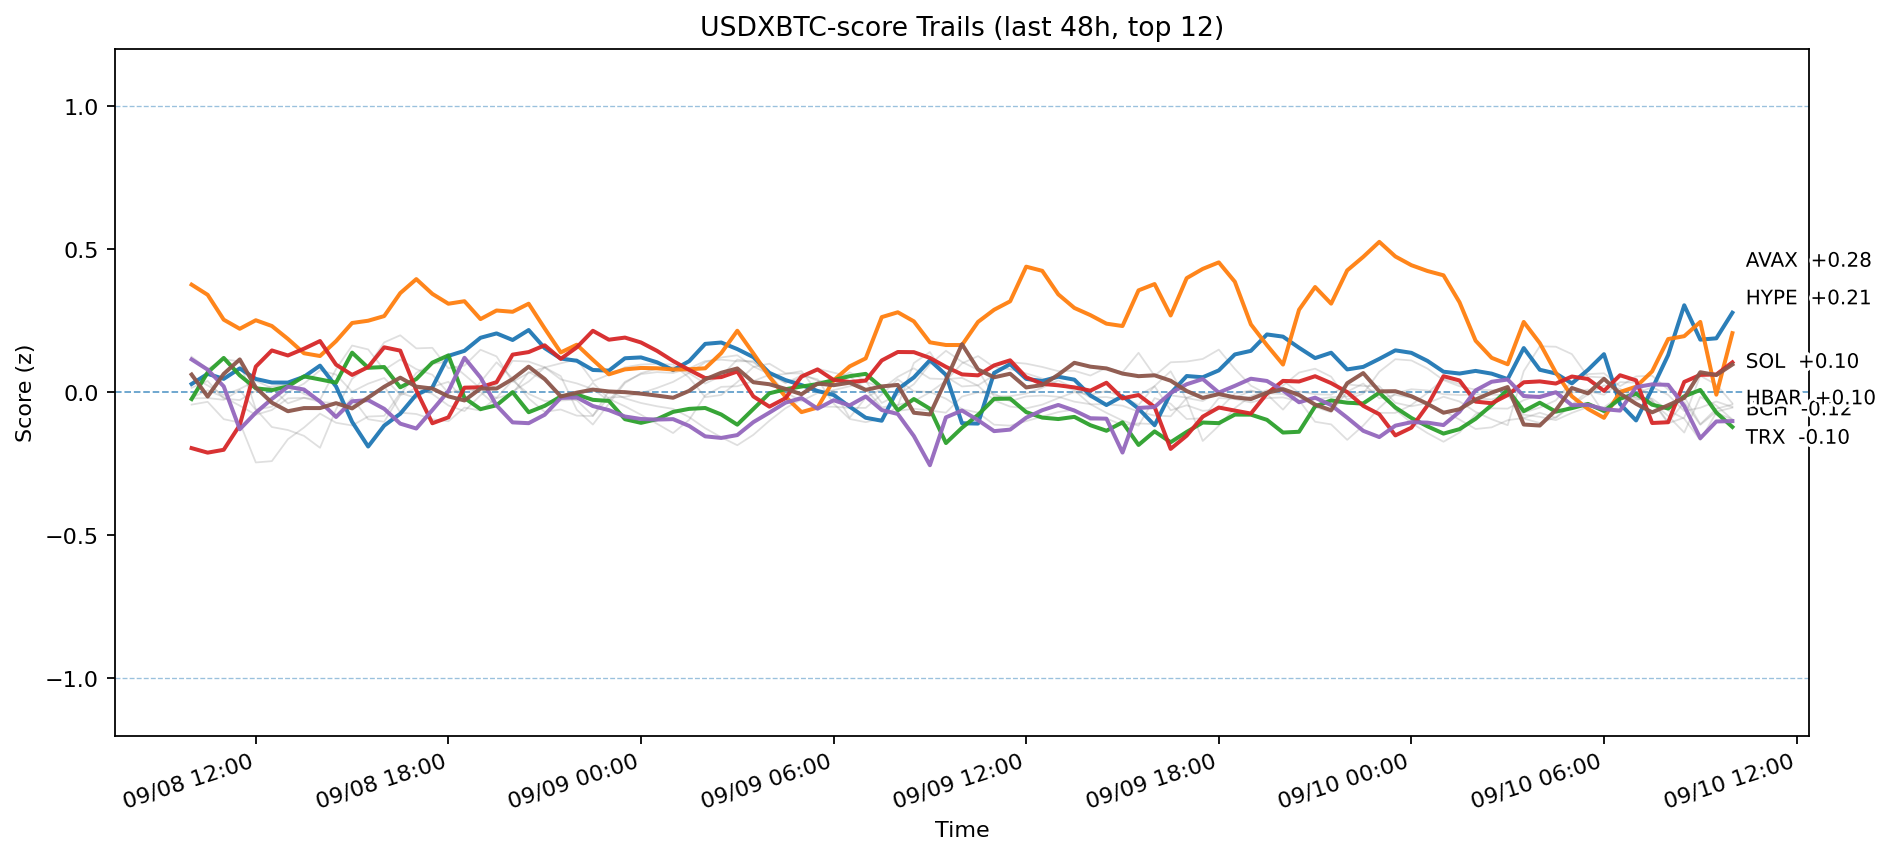 USDXBTC-score Trails (last 48h, top 12)
Score (z)
1.0
0.5
0.0
−0.5
−1.0
AVAX +0.28
HYPE +0.21
SOL +0.10
HBAR +0.10
BCH -0.12
TRX -0.10
09/08 12:00
09/08 18:00
09/09 00:00
09/09 06:00
09/09 12:00
09/09 18:00
09/10 00:00
09/10 06:00
09/10 12:00
Time